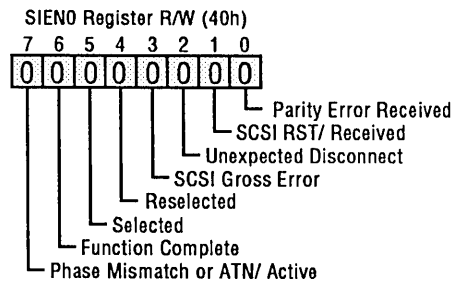 SIEN0 Register R/W (40h)
7 6 5 4 3 2 1 0
0 0 0 0 0 0 0 0
Parity Error Received
SCSI RST/ Received
Unexpected Disconnect
SCSI Gross Error
Reselected
Selected
Function Complete
Phase Mismatch or ATN/ Active